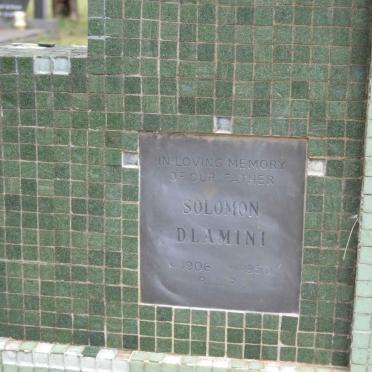 IN LOVING MEMORY
OF OUR FATHER
SOLOMON
DLAMINI
1906